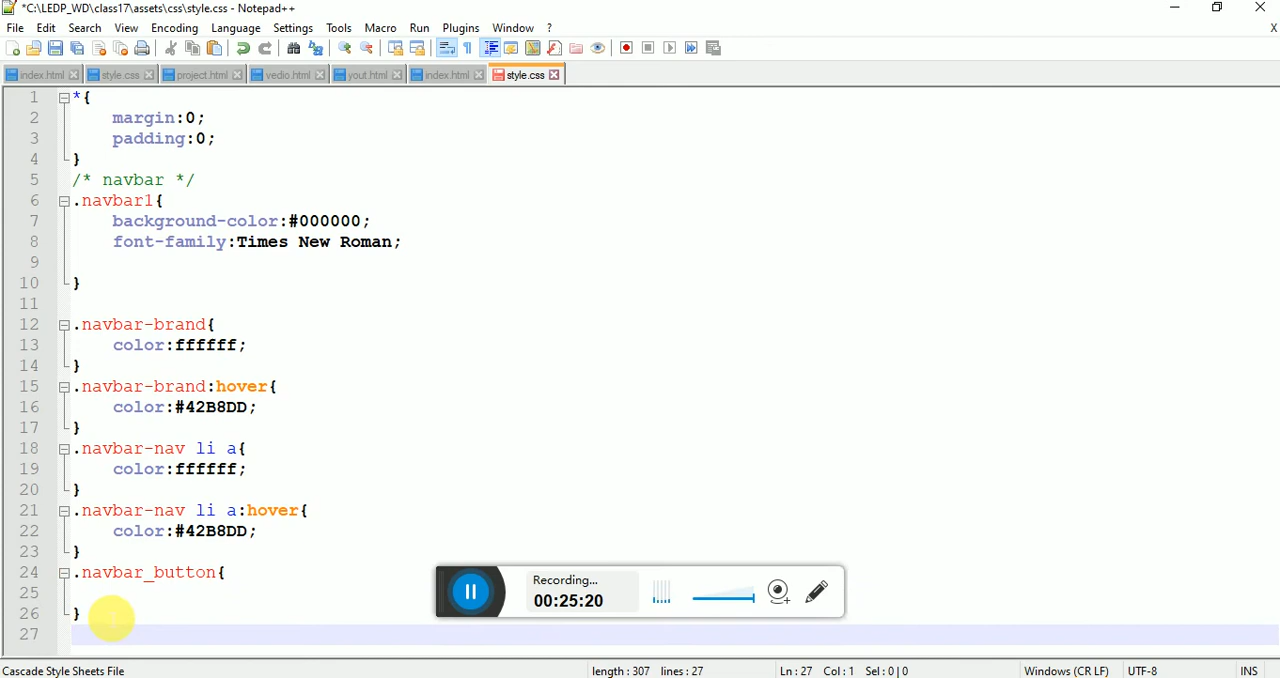 *C:\LEDP_WD\class17\assets\css\style.css - Notepad++
File Edit Search View Encoding Language Settings Tools Macro Run Plugins Window ? X
index.html style.css project.html vedio.html yout.html index.html style.css
1 *{
2 margin:0;
3 padding:0;
4 }
5 /* navbar */
6 .navbar1{
7 background-color:#000000;
8 font-family:Times New Roman;
9
10 }
11
12 .navbar-brand{
13 color:ffffff;
14 }
15 .navbar-brand:hover{
16 color:#42B8DD;
17 }
18 .navbar-nav li a{
19 color:ffffff;
20 }
21 .navbar-nav li a:hover{
22 color:#42B8DD;
23 }
24 .navbar_button{
25
26 }
27
Recording...
00:25:20
Cascade Style Sheets File length : 307 lines : 27 Ln : 27 Col : 1 Sel : 0 | 0 Windows (CR LF) UTF-8 INS